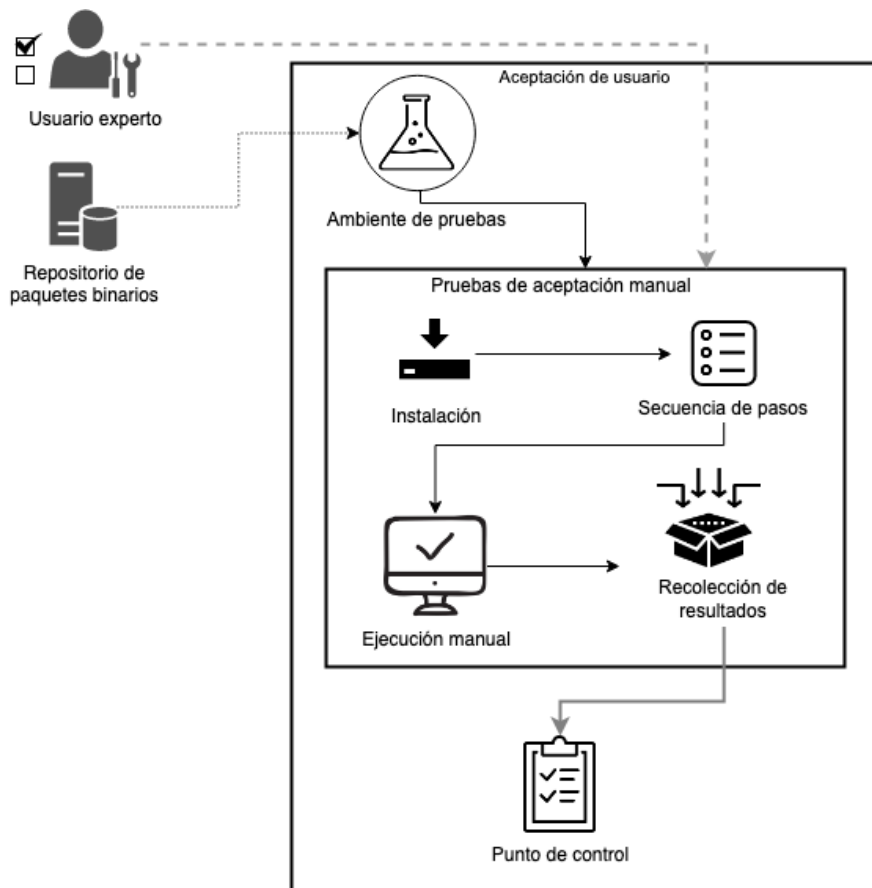 Aceptación de usuario
Usuario experto
Ambiente de pruebas
Repositorio de
paquetes binarios
Pruebas de aceptación manual
Instalación
Secuencia de pasos
Ejecución manual
Recolección de
resultados
Punto de control